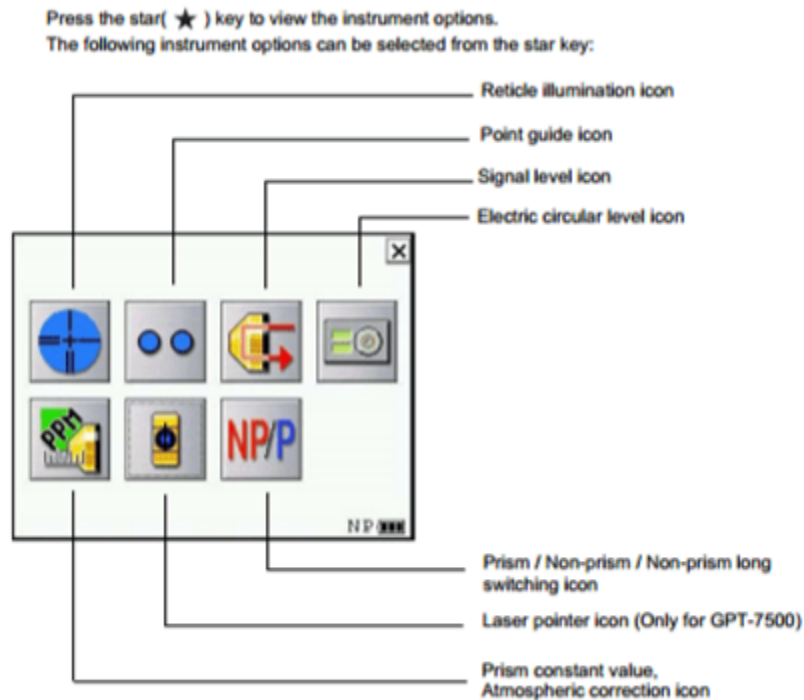 Press the star( ★ ) key to view the instrument options.
The following instrument options can be selected from the star key:
Reticle illumination icon
Point guide icon
Signal level icon
Electric circular level icon
PPM
NP/P
NP
Prism / Non-prism / Non-prism long
switching icon
Laser pointer icon (Only for GPT-7500)
Prism constant value,
Atmospheric correction icon